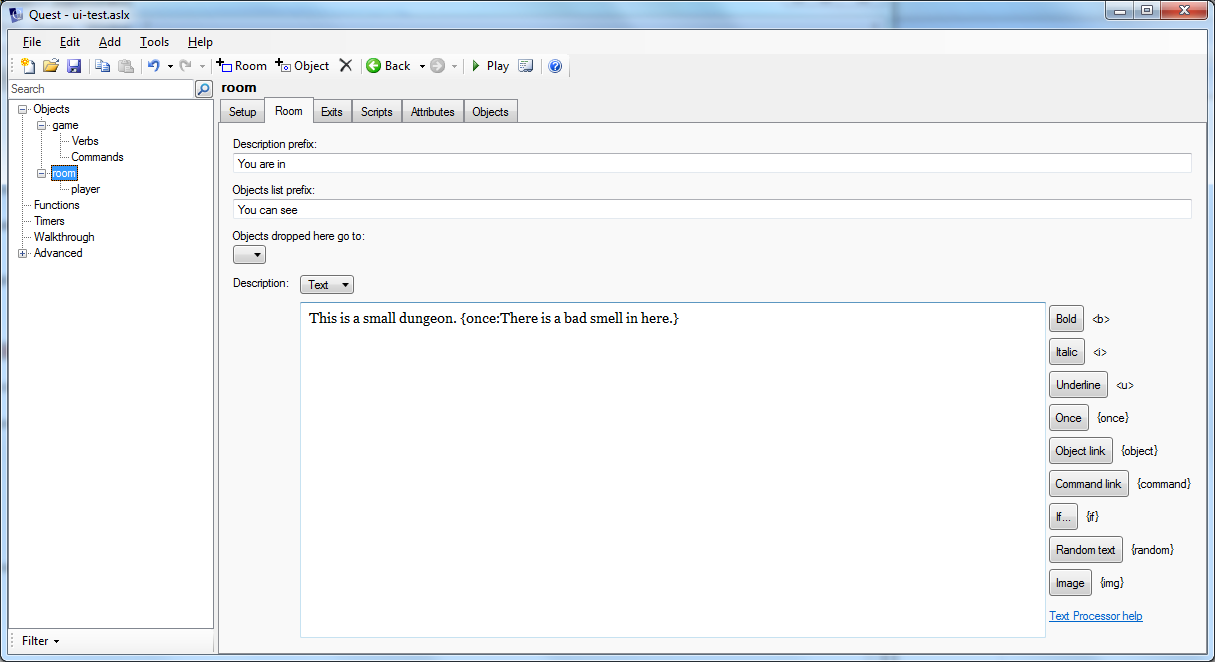 Quest - ui-test.aslx
File Edit Add Tools Help
Room Object Back Play
Search
room
Objects
game
Verbs
Commands
room
player
Functions
Timers
Walkthrough
Advanced
Filter
Setup Room Exits Scripts Attributes Objects
Description prefix:
You are in
Objects list prefix:
You can see
Objects dropped here go to:
Description: Text
This is a small dungeon. {once:There is a bad smell in here.}
Bold <b>
Italic <i>
Underline <u>
Once {once}
Object link {object}
Command link {command}
If... {if}
Random text {random}
Image {img}
Text Processor help